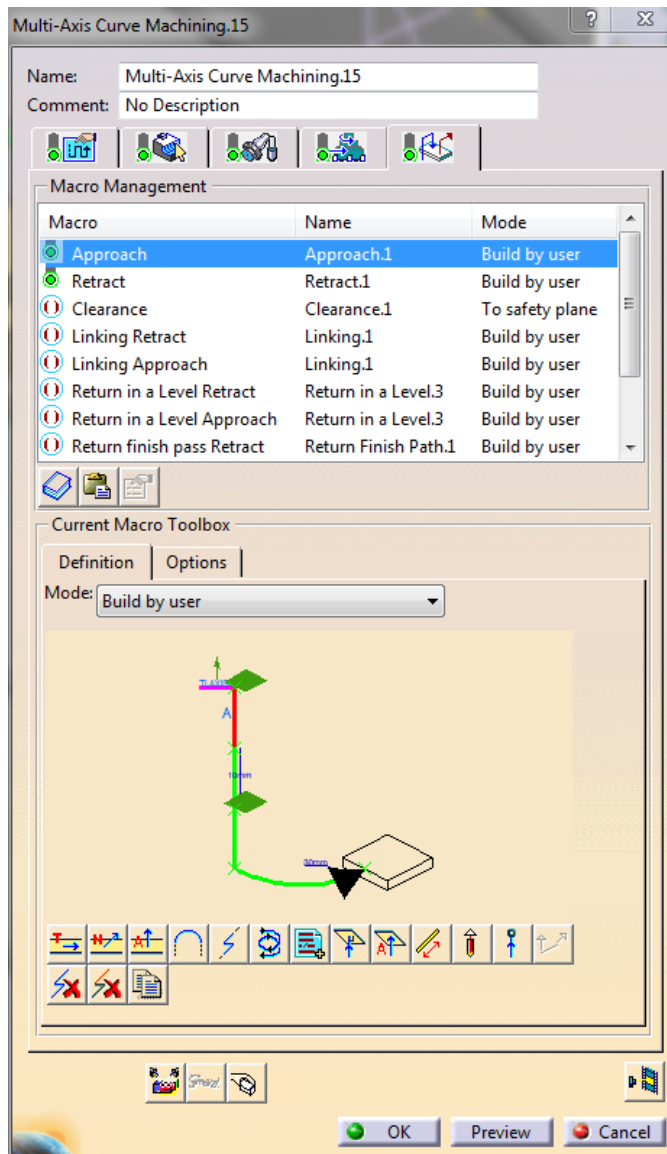 Multi-Axis Curve Machining.15
Name: Multi-Axis Curve Machining.15
Comment: No Description
Macro Management
Macro Name Mode
Approach Approach.1 Build by user
Retract Retract.1 Build by user
Clearance Clearance.1 To safety plane
Linking Retract Linking.1 Build by user
Linking Approach Linking.1 Build by user
Return in a Level Retract Return in a Level.3 Build by user
Return in a Level Approach Return in a Level.3 Build by user
Return finish pass Retract Return Finish Path.1 Build by user
Current Macro Toolbox
Definition Options
Mode: Build by user
A
10mm
OK Preview Cancel